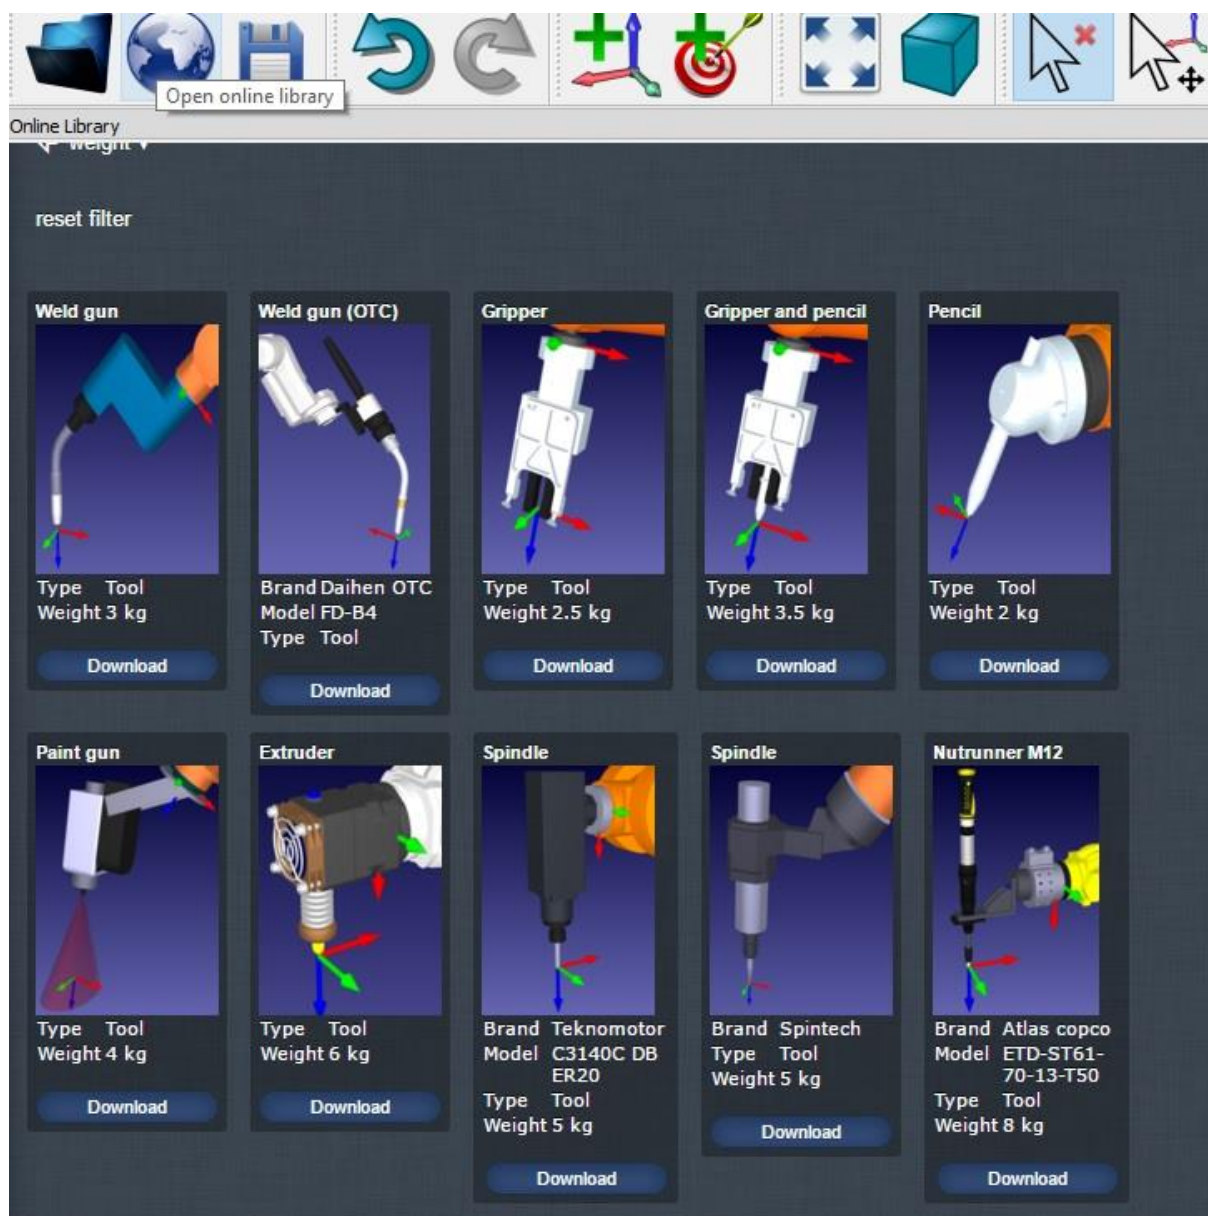 Open online library
Online Library
weight
reset filter
Weld gun
Type Tool
Weight 3 kg
Download
Weld gun (OTC)
Brand Daihen OTC
Model FD-B4
Type Tool
Download
Gripper
Type Tool
Weight 2.5 kg
Download
Gripper and pencil
Type Tool
Weight 3.5 kg
Download
Pencil
Type Tool
Weight 2 kg
Download
Paint gun
Type Tool
Weight 4 kg
Download
Extruder
Type Tool
Weight 6 kg
Download
Spindle
Brand Teknomotor
Model C3140C DB
ER20
Type Tool
Weight 5 kg
Download
Spindle
Brand Spintech
Type Tool
Weight 5 kg
Download
Nutrunner M12
Brand Atlas copco
Model ETD-ST61-
70-13-T50
Type Tool
Weight 8 kg
Download